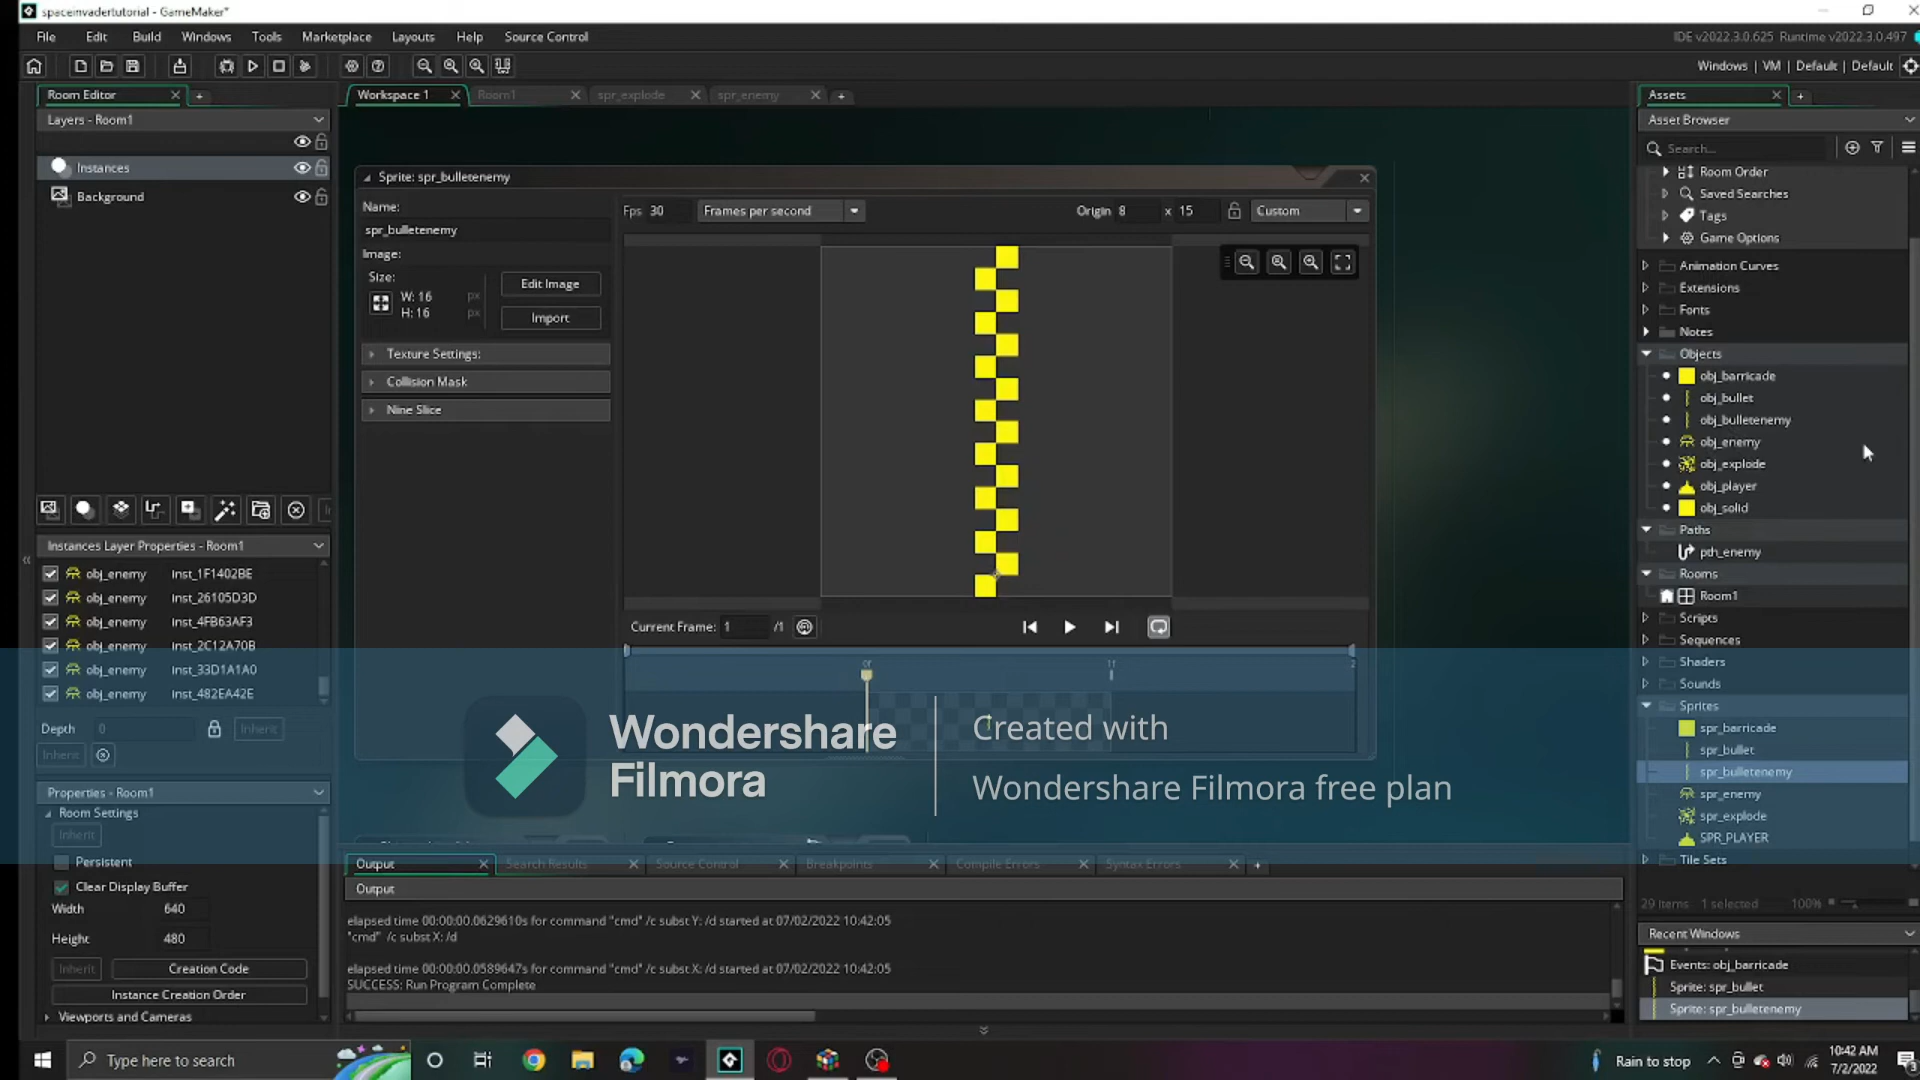 spaceinvadertutorial - GameMaker*
File Edit Build Windows Tools Marketplace Layouts Help Source Control
IDE v2022.3.0.625 Runtime v2022.3.0.497
Windows | VM | Default | Default
Room Editor
Layers - Room1
Instances
Background
Instances Layer Properties - Room1
obj_enemy inst_1F1402BE
obj_enemy inst_26105D3D
obj_enemy inst_4FB63AF3
obj_enemy inst_2C12A70B
obj_enemy inst_33D1A1A0
obj_enemy inst_482EA42E
Depth 0 Inherit
Inherit
Properties - Room1
Room Settings
Inherit
Persistent
Clear Display Buffer
Width 640
Height 480
Inherit Creation Code
Instance Creation Order
Viewports and Cameras
Workspace 1 Room1 spr_explode spr_enemy
Sprite: spr_bulletenemy
Name:
spr_bulletenemy
Image:
Size:
W: 16 px
H: 16 px
Edit Image
Import
Texture Settings:
Collision Mask
Nine Slice
Fps 30 Frames per second Origin 8 x 15 Custom
Current Frame: 1 /1
0f 1f 2
Wondershare
Filmora
Created with
Wondershare Filmora free plan
Output Search Results Source Control Breakpoints Compile Errors Syntax Errors
Output
elapsed time 00:00:00.0629610s for command "cmd" /c subst Y: /d started at 07/02/2022 10:42:05
"cmd" /c subst X: /d
elapsed time 00:00:00.0589647s for command "cmd" /c subst X: /d started at 07/02/2022 10:42:05
SUCCESS: Run Program Complete
Assets
Asset Browser
Search...
Room Order
Saved Searches
Tags
Game Options
Animation Curves
Extensions
Fonts
Notes
Objects
obj_barricade
obj_bullet
obj_bulletenemy
obj_enemy
obj_explode
obj_player
obj_solid
Paths
pth_enemy
Rooms
Room1
Scripts
Sequences
Shaders
Sounds
Sprites
spr_barricade
spr_bullet
spr_bulletenemy
spr_enemy
spr_explode
SPR_PLAYER
Tile Sets
29 items 1 selected 100%
Recent Windows
Events: obj_barricade
Sprite: spr_bullet
Sprite: spr_bulletenemy
Type here to search
Rain to stop
10:42 AM
7/2/2022